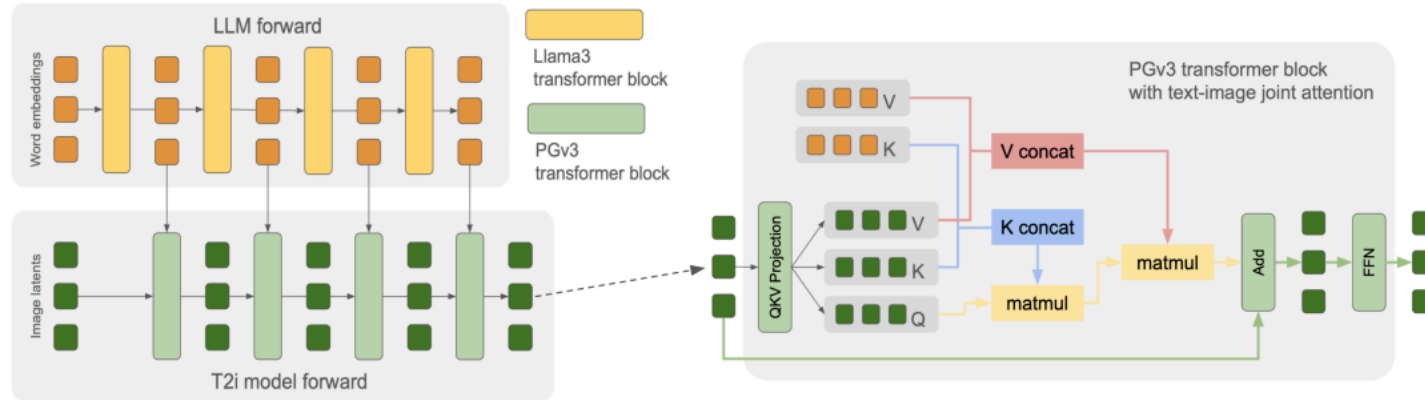 LLM forward
Word embeddings
Llama3
transformer block
PGv3
transformer block
Image latents
T2i model forward
PGv3 transformer block
with text-image joint attention
V
K
V concat
QKV Projection
V
K
Q
K concat
matmul
matmul
Add
FFN